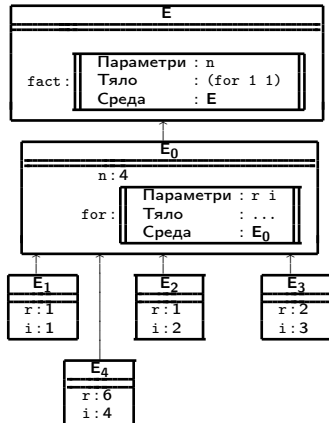 E
fact :
Параметри : n
Тяло : (for 1 1)
Среда : E
E₀
n : 4
for :
Параметри : r i
Тяло : ...
Среда : E₀
E₁
r : 1
i : 1
E₂
r : 1
i : 2
E₃
r : 2
i : 3
E₄
r : 6
i : 4